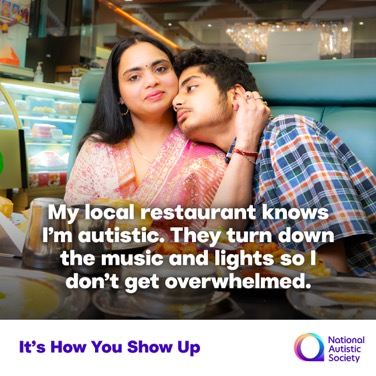 My local restaurant knows
I'm autistic. They turn down
the music and lights so I
don't get overwhelmed.
It's How You Show Up
National
Autistic
Society